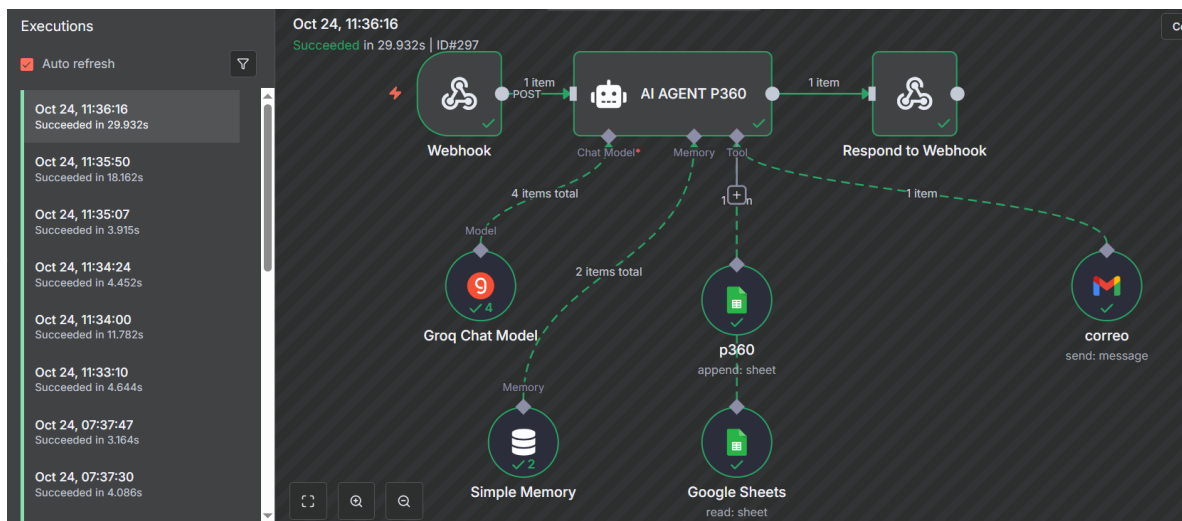 Executions
Auto refresh
Oct 24, 11:36:16
Succeeded in 29.932s
Oct 24, 11:35:50
Succeeded in 18.162s
Oct 24, 11:35:07
Succeeded in 3.915s
Oct 24, 11:34:24
Succeeded in 4.452s
Oct 24, 11:34:00
Succeeded in 11.782s
Oct 24, 11:33:10
Succeeded in 4.644s
Oct 24, 07:37:47
Succeeded in 3.164s
Oct 24, 07:37:30
Succeeded in 4.086s
Oct 24, 11:36:16
Succeeded in 29.932s | ID#297
1 item
POST
AI AGENT P360
1 item
Webhook
Chat Model*
Memory
Tool
Respond to Webhook
4 items total
1 item
Model
2 items total
4
Groq Chat Model
p360
append: sheet
correo
send: message
Memory
2
Simple Memory
Google Sheets
read: sheet